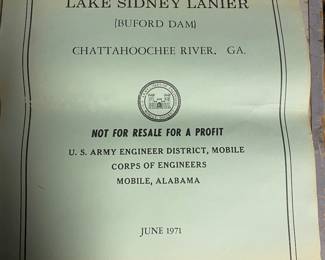 LAKE SIDNEY LANIER
(BUFORD DAM)
CHATTAHOOCHEE RIVER, GA.
NOT FOR RESALE FOR A PROFIT
U. S. ARMY ENGINEER DISTRICT, MOBILE
CORPS OF ENGINEERS
MOBILE, ALABAMA
JUNE 1971